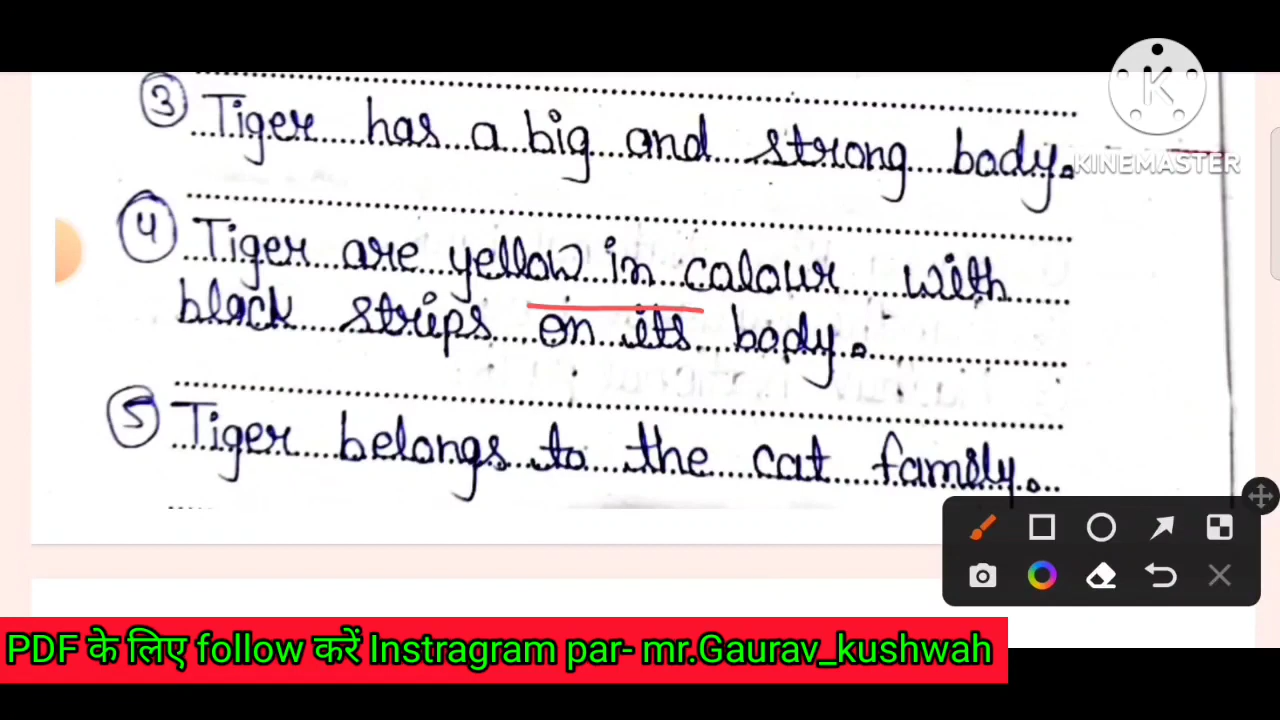 ③ Tiger has a big and strong body.
KINEMASTER
④ Tiger are yellow in colour with
black strips on its body.
⑤ Tiger belongs to the cat family.
PDF के लिए follow करें Instragram par- mr.Gaurav_kushwah